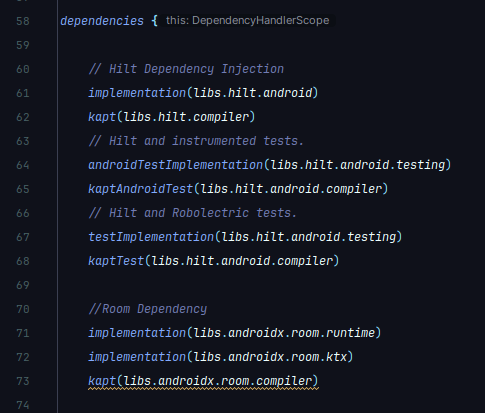 58 dependencies { this: DependencyHandlerScope
59
60 // Hilt Dependency Injection
61 implementation(libs.hilt.android)
62 kapt(libs.hilt.compiler)
63 // Hilt and instrumented tests.
64 androidTestImplementation(libs.hilt.android.testing)
65 kaptAndroidTest(libs.hilt.android.compiler)
66 // Hilt and Robolectric tests.
67 testImplementation(libs.hilt.android.testing)
68 kaptTest(libs.hilt.android.compiler)
69
70 //Room Dependency
71 implementation(libs.androidx.room.runtime)
72 implementation(libs.androidx.room.ktx)
73 kapt(libs.androidx.room.compiler)
74